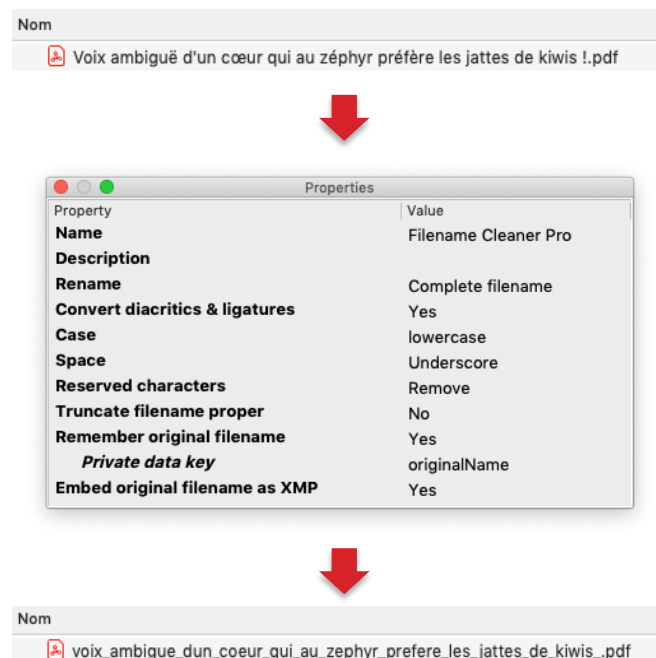 Nom
Voix ambiguë d'un cœur qui au zéphyr préfère les jattes de kiwis !.pdf
Properties
Property Value
Name Filename Cleaner Pro
Description
Rename Complete filename
Convert diacritics & ligatures Yes
Case lowercase
Space Underscore
Reserved characters Remove
Truncate filename proper No
Remember original filename Yes
Private data key originalName
Embed original filename as XMP Yes
Nom
voix_ambigue_dun_coeur_qui_au_zephyr_prefere_les_jattes_de_kiwis_.pdf